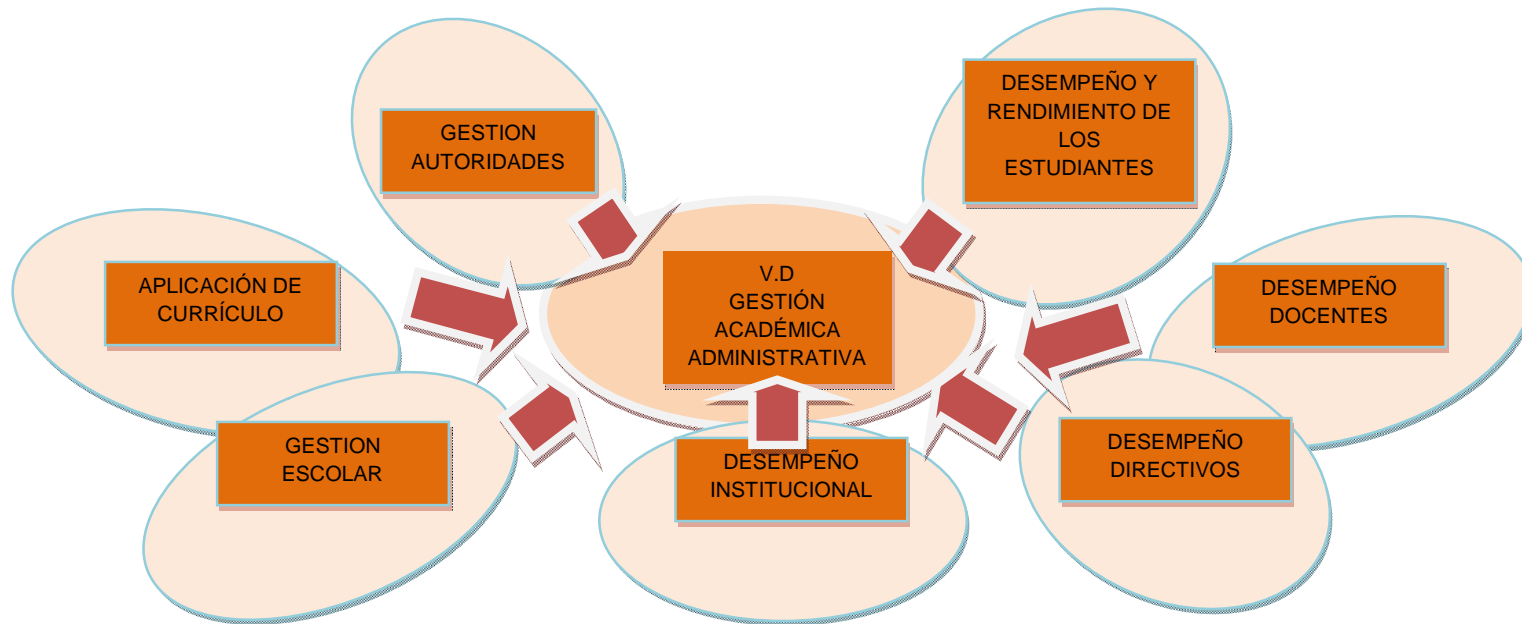 GESTION
AUTORIDADES
DESEMPEÑO Y
RENDIMIENTO DE
LOS
ESTUDIANTES
APLICACIÓN DE
CURRÍCULO
V.D
GESTIÓN
ACADÉMICA
ADMINISTRATIVA
DESEMPEÑO
DOCENTES
GESTION
ESCOLAR
DESEMPEÑO
INSTITUCIONAL
DESEMPEÑO
DIRECTIVOS